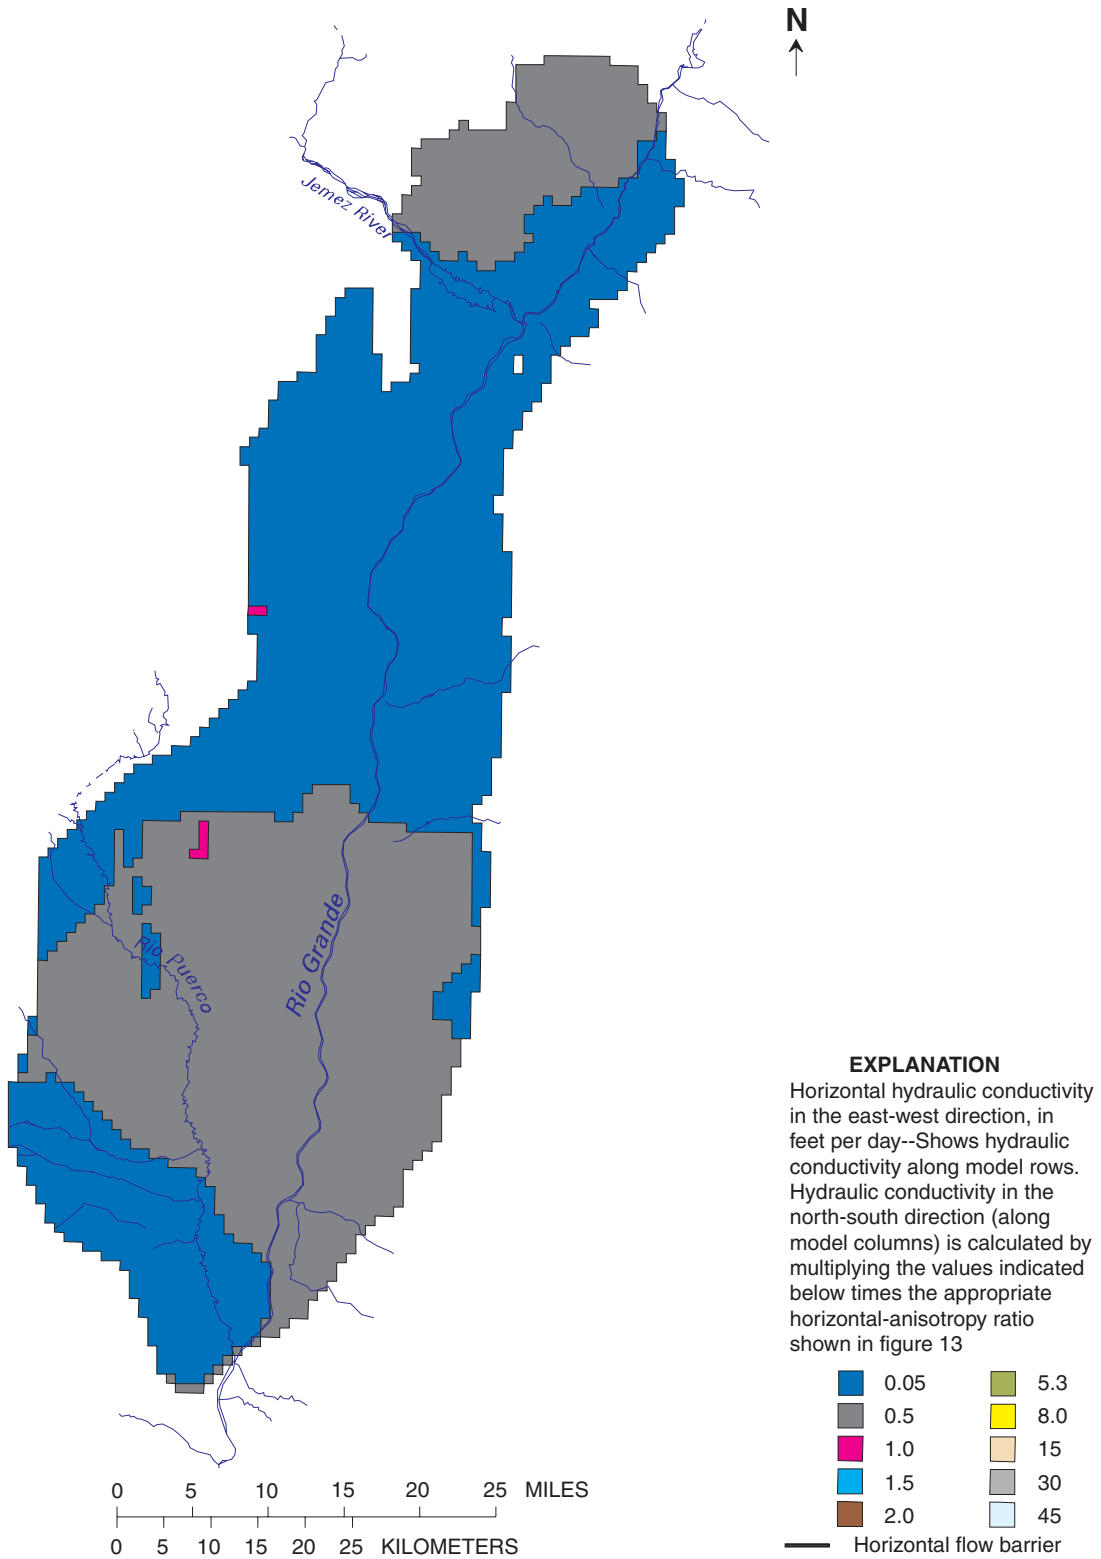 N
Jemez River
Rio Grande
Rio Puerco
EXPLANATION
Horizontal hydraulic conductivity
in the east-west direction, in
feet per day--Shows hydraulic
conductivity along model rows.
Hydraulic conductivity in the
north-south direction (along
model columns) is calculated by
multiplying the values indicated
below times the appropriate
horizontal-anisotropy ratio
shown in figure 13
0.05 5.3
0.5 8.0
1.0 15
1.5 30
2.0 45
Horizontal flow barrier
0 5 10 15 20 25 MILES
0 5 10 15 20 25 KILOMETERS